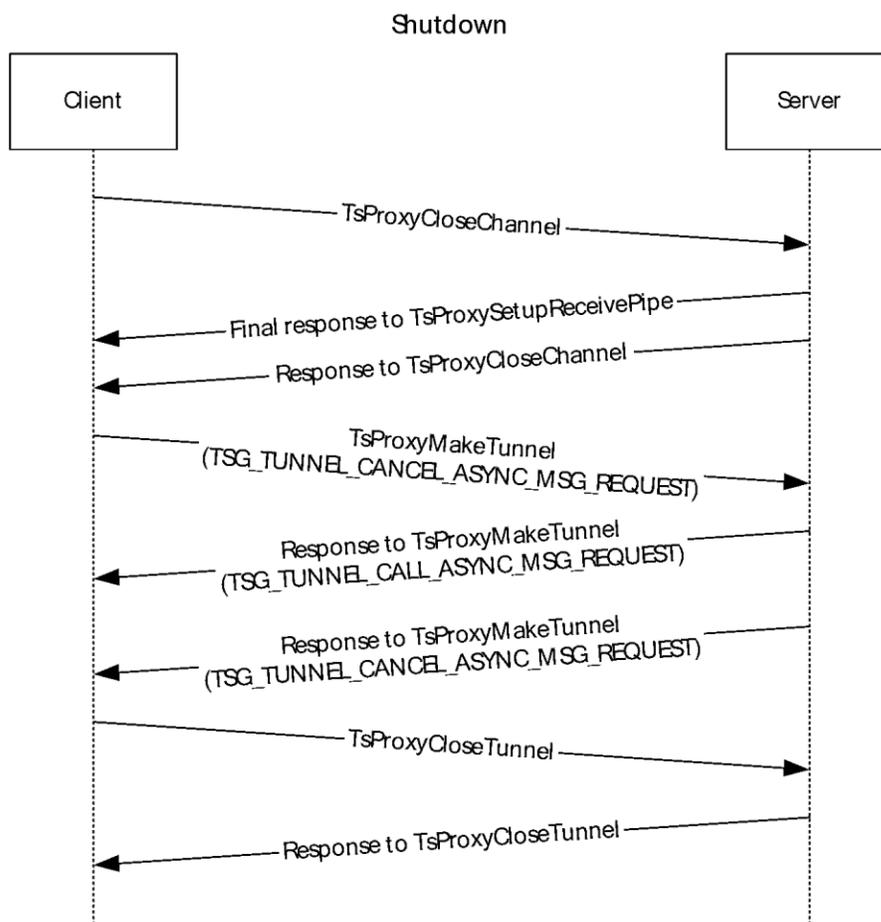 Shutdown
Client
Server
TsProxyCloseChannel
Final response to TsProxySetupReceivePipe
Response to TsProxyCloseChannel
TsProxyMakeTunnel
(TSG_TUNNEL_CANCEL_ASYNC_MSG_REQUEST)
Response to TsProxyMakeTunnel
(TSG_TUNNEL_CALL_ASYNC_MSG_REQUEST)
Response to TsProxyMakeTunnel
(TSG_TUNNEL_CANCEL_ASYNC_MSG_REQUEST)
TsProxyCloseTunnel
Response to TsProxyCloseTunnel